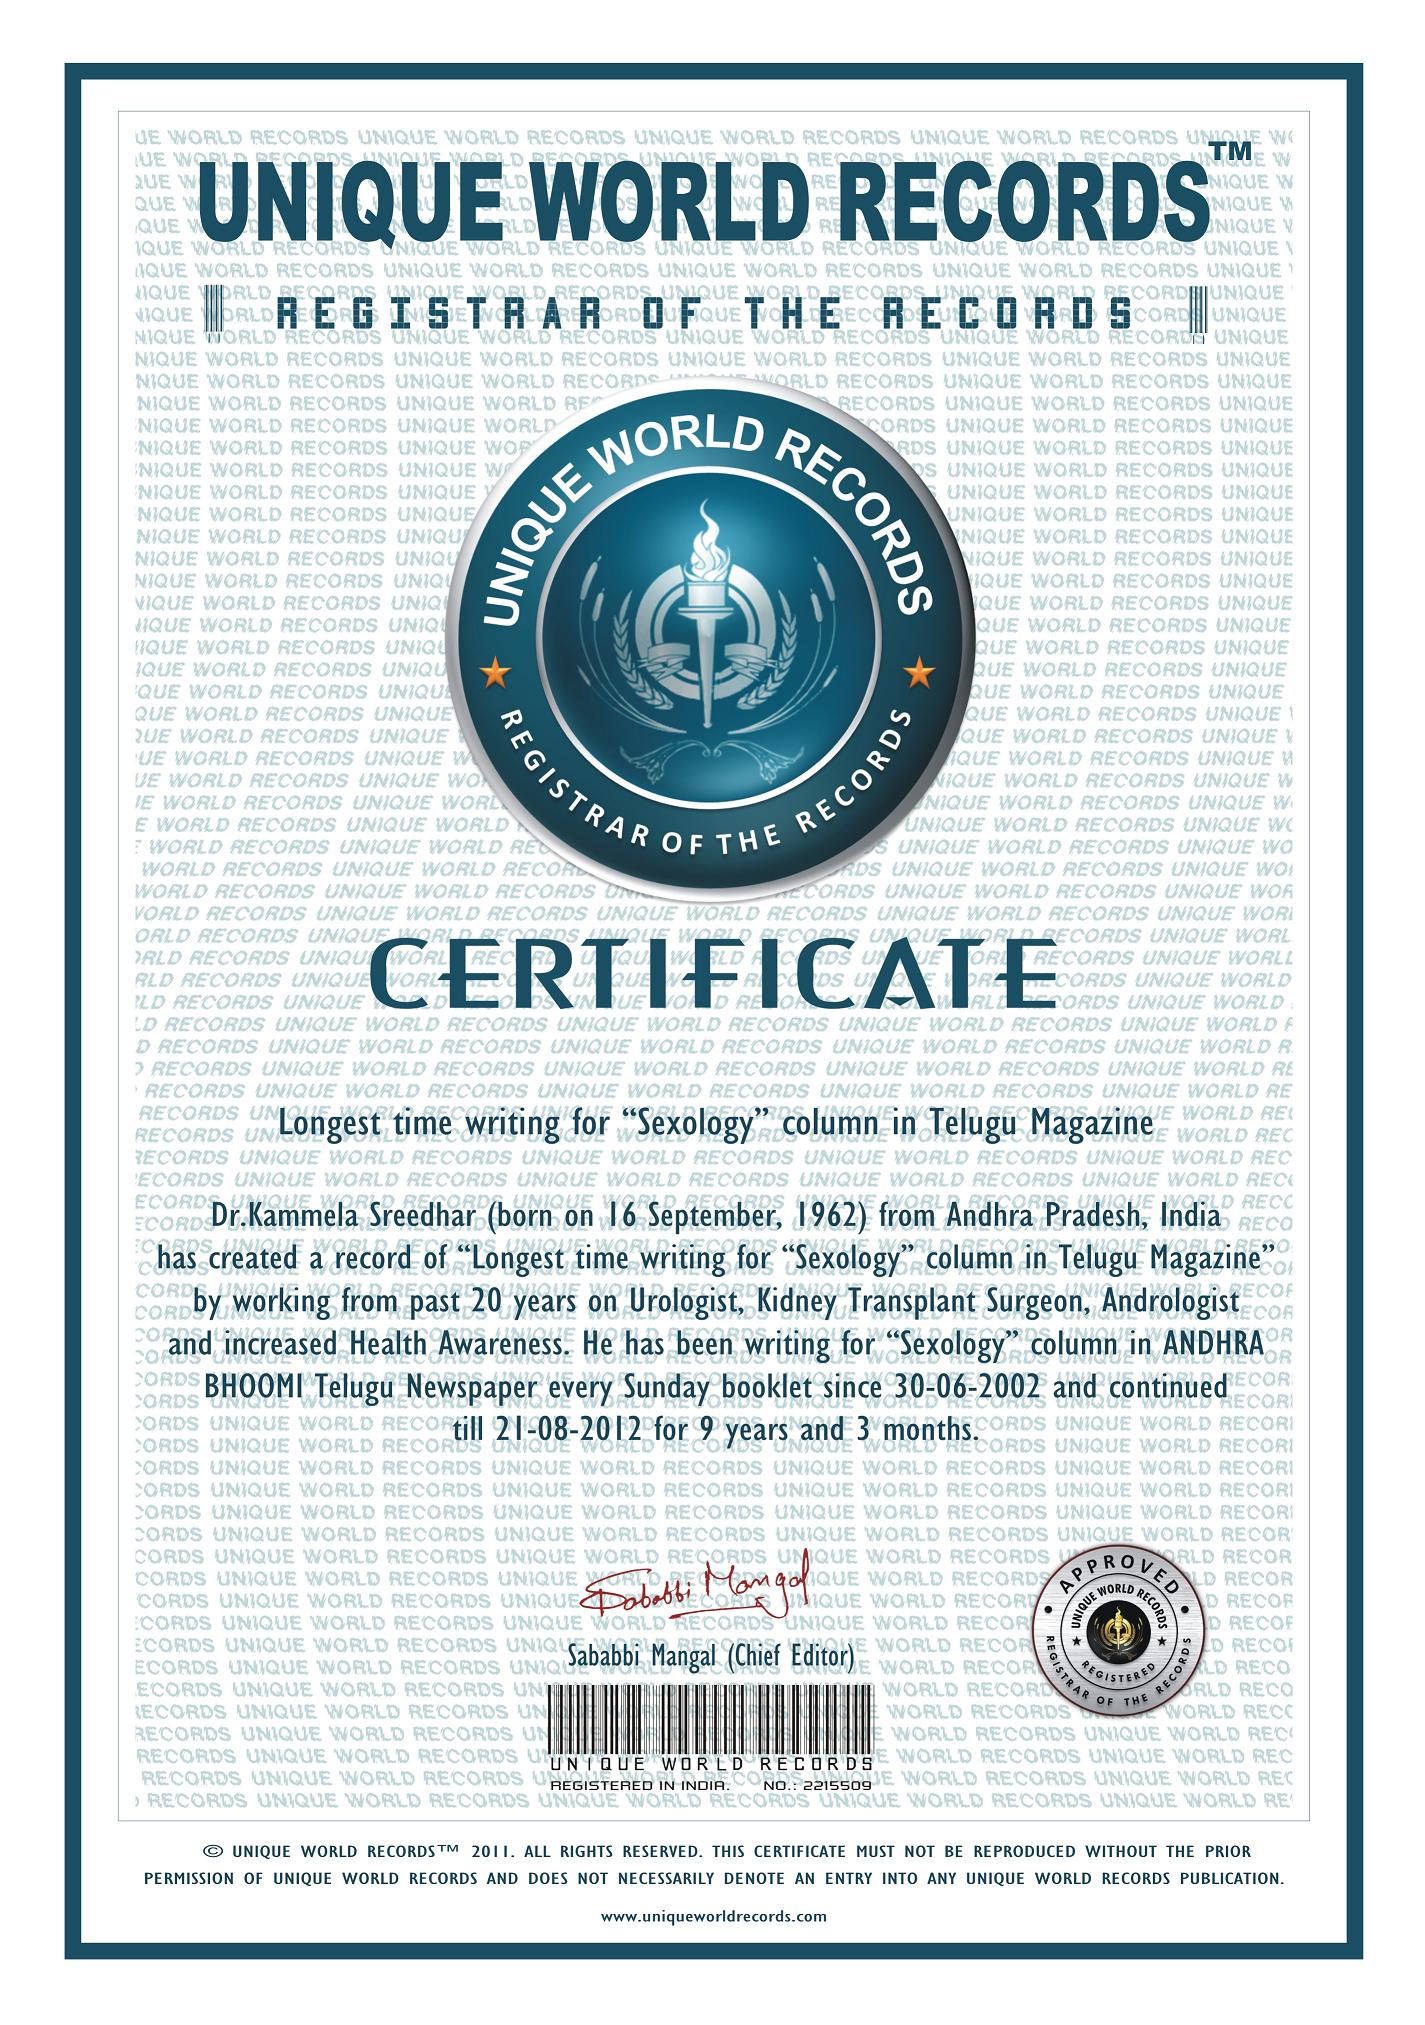 UNIQUE WORLD RECORDS™
REGISTRAR OF THE RECORDS
UNIQUE WORLD RECORDS
REGISTRAR OF THE RECORDS
CERTIFICATE
Longest time writing for “Sexology” column in Telugu Magazine
Dr.Kammela Sreedhar (born on 16 September, 1962) from Andhra Pradesh, India
has created a record of “Longest time writing for “Sexology” column in Telugu Magazine”
by working from past 20 years on Urologist, Kidney Transplant Surgeon, Andrologist
and increased Health Awareness. He has been writing for “Sexology” column in ANDHRA
BHOOMI Telugu Newspaper every Sunday booklet since 30-06-2002 and continued
till 21-08-2012 for 9 years and 3 months.
Sababbi Mangal
Sababbi Mangal (Chief Editor)
APPROVED
UNIQUE WORLD RECORDS
REGISTERED
REGISTRAR OF THE RECORDS
UNIQUE WORLD RECORDS
REGISTERED IN INDIA. NO.: 2215509
© UNIQUE WORLD RECORDS™ 2011. ALL RIGHTS RESERVED. THIS CERTIFICATE MUST NOT BE REPRODUCED WITHOUT THE PRIOR
PERMISSION OF UNIQUE WORLD RECORDS AND DOES NOT NECESSARILY DENOTE AN ENTRY INTO ANY UNIQUE WORLD RECORDS PUBLICATION.
www.uniqueworldrecords.com